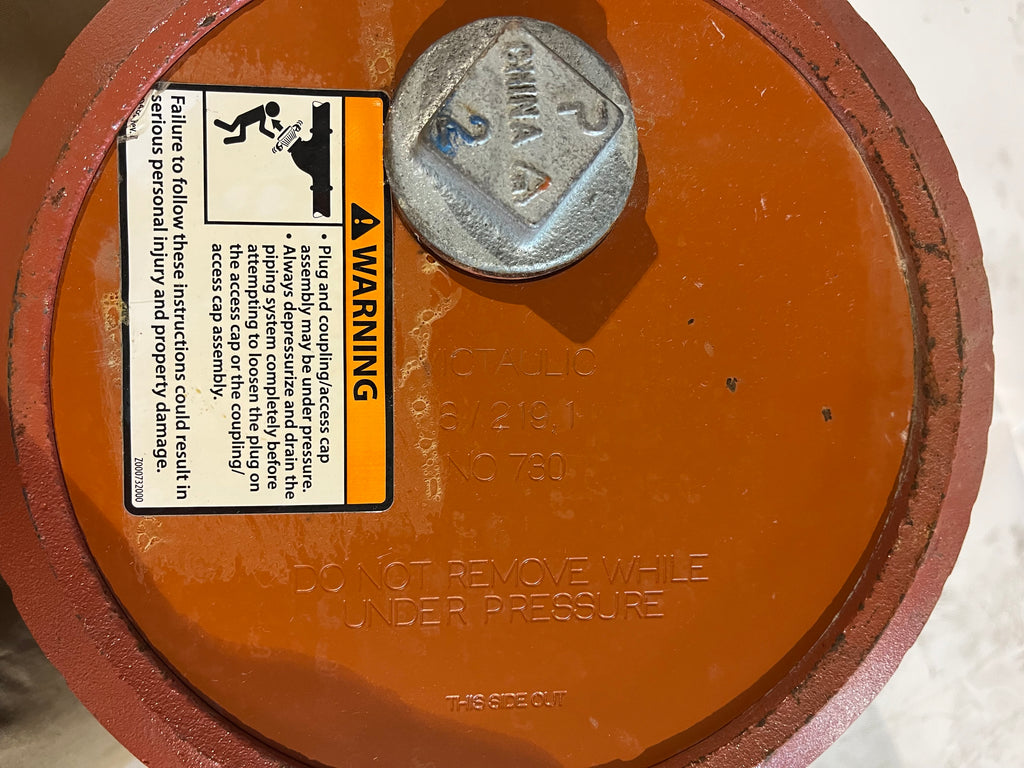 P
CHINA
2
VICTAULIC
8 / 219.1
NO 730
DO NOT REMOVE WHILE
UNDER PRESSURE
THIS SIDE OUT
WARNING
• Plug and coupling/access cap
assembly may be under pressure.
• Always depressurize and drain the
piping system completely before
attempting to loosen the plug on
the access cap or the coupling/
access cap assembly.
Failure to follow these instructions could result in
serious personal injury and property damage.
Z000732000